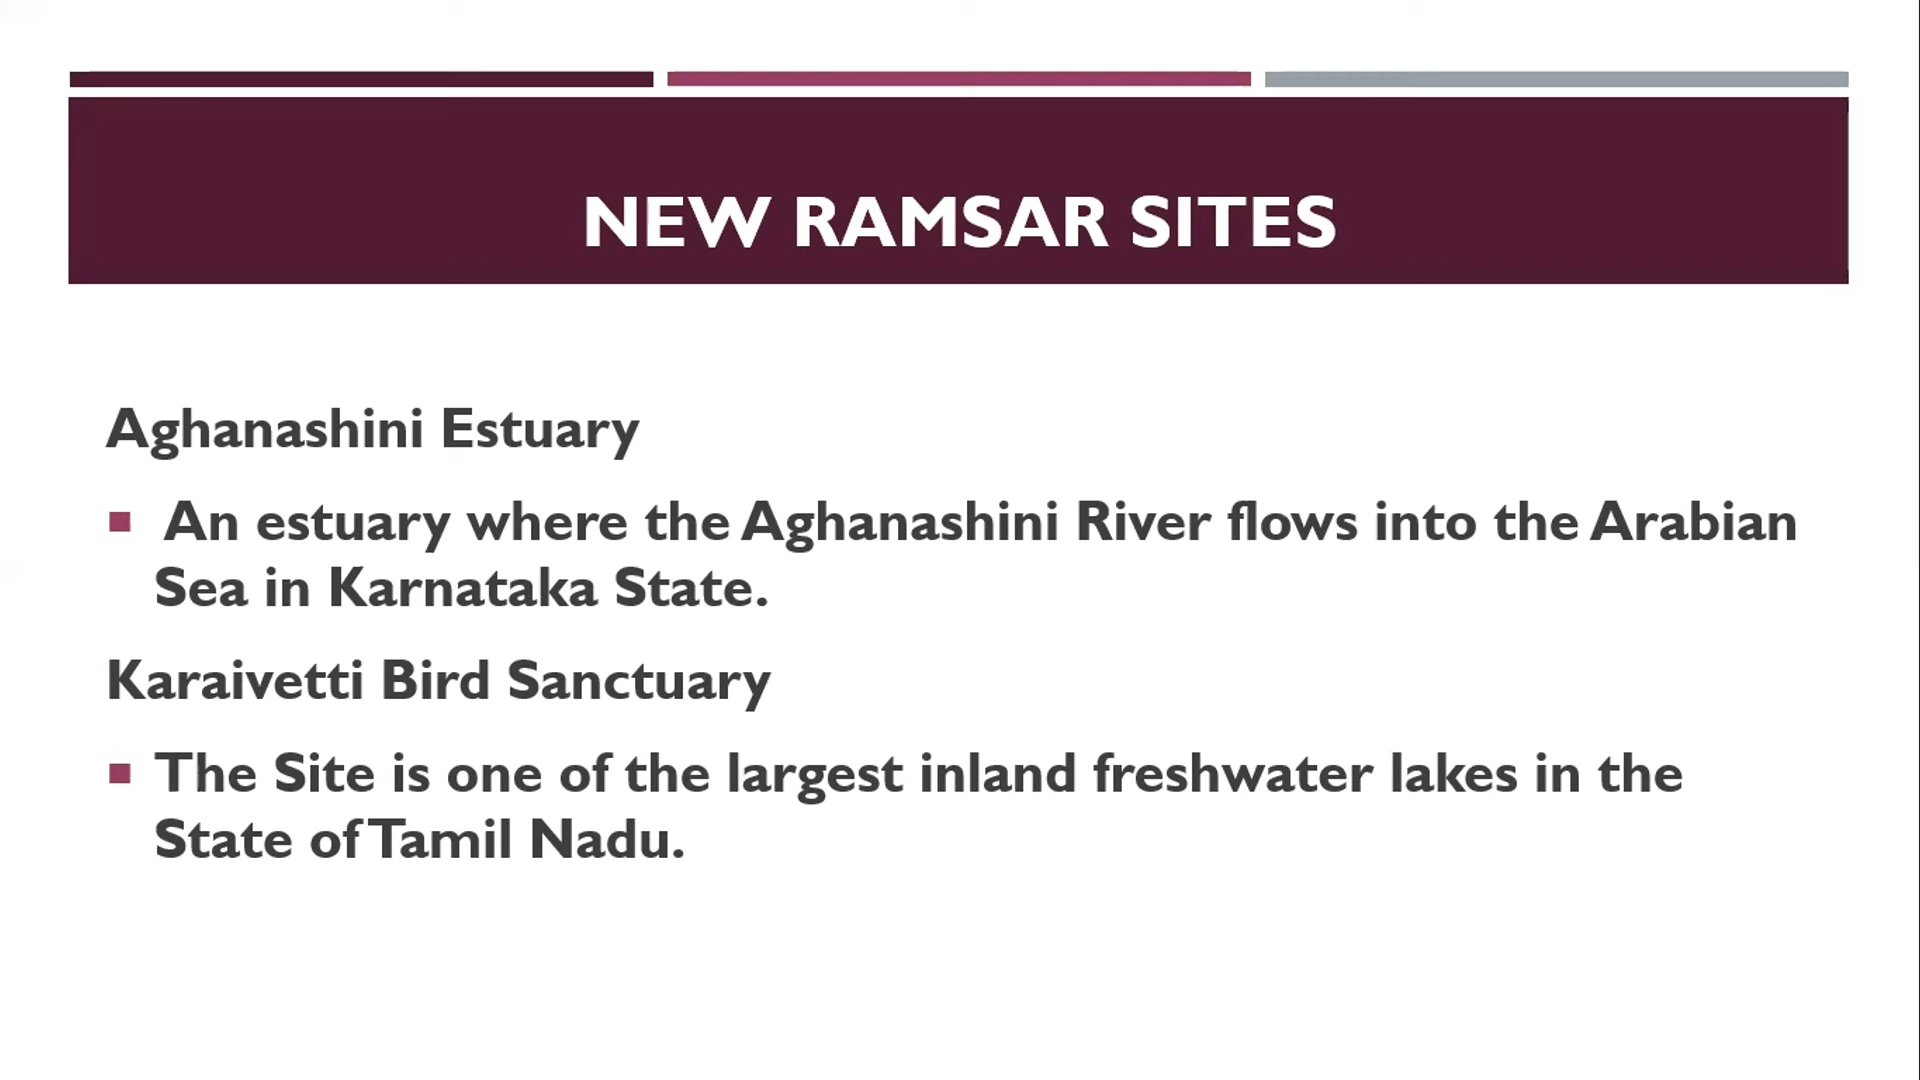 NEW RAMSAR SITES
Aghanashini Estuary
An estuary where the Aghanashini River flows into the Arabian
Sea in Karnataka State.
Karaivetti Bird Sanctuary
The Site is one of the largest inland freshwater lakes in the
State of Tamil Nadu.